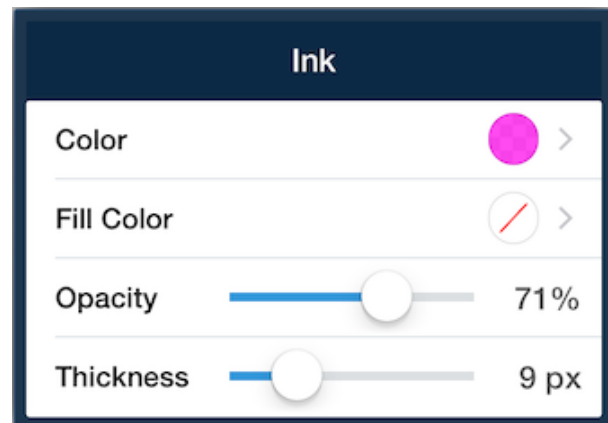 Ink
Color
Fill Color
Opacity 71%
Thickness 9 px